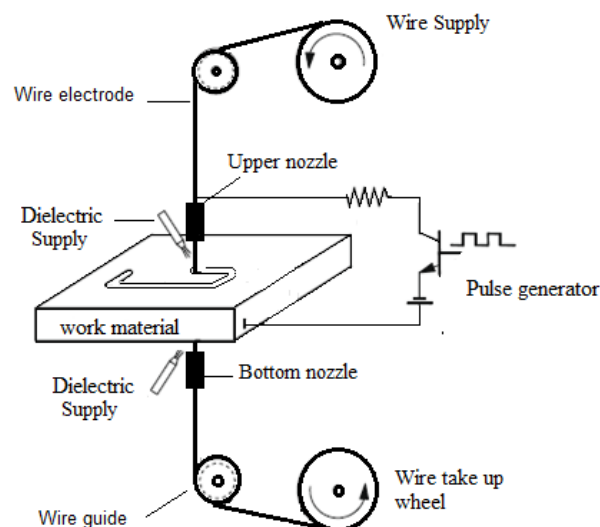 Wire Supply
Wire electrode
Upper nozzle
Dielectric
Supply
Pulse generator
work material
Dielectric
Supply
Bottom nozzle
Wire take up
wheel
Wire guide